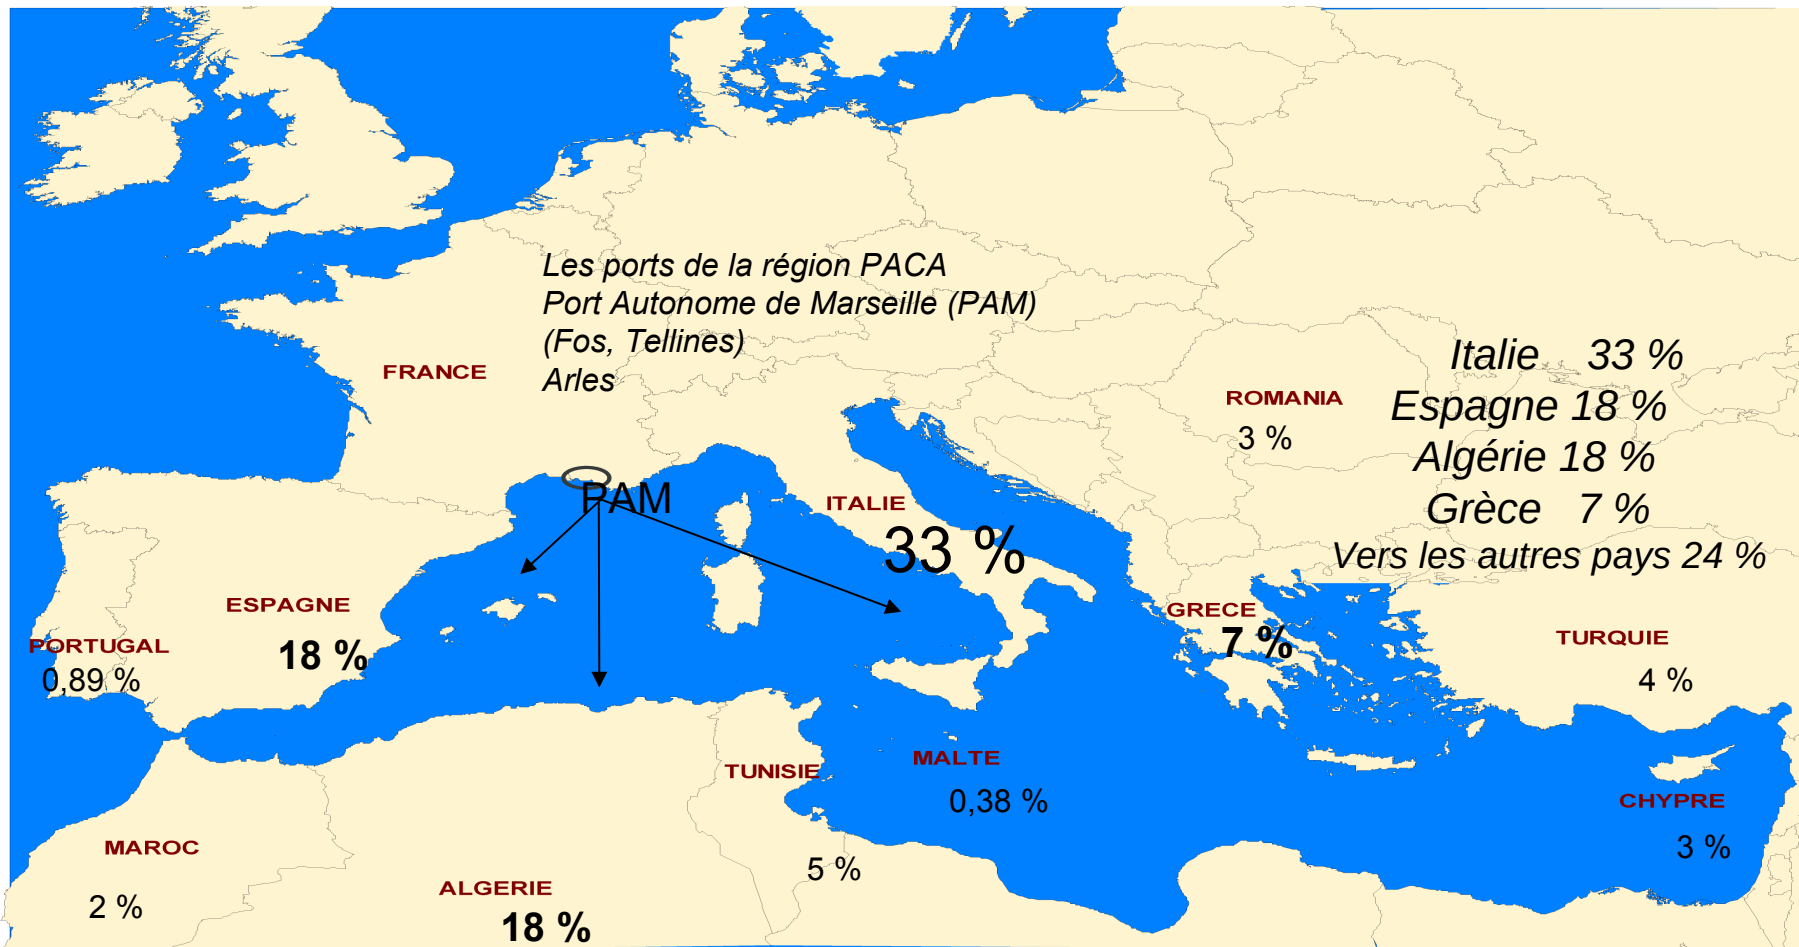 Les ports de la région PACA
Port Autonome de Marseille (PAM)
(Fos, Tellines)
Arles
FRANCE
Italie 33 %
Espagne 18 %
Algérie 18 %
Grèce 7 %
Vers les autres pays 24 %
ROMANIA
3 %
PAM
ITALIE
33 %
ESPAGNE
18 %
PORTUGAL
0,89 %
GRECE
7 %
TURQUIE
4 %
TUNISIE
5 %
MALTE
0,38 %
CHYPRE
3 %
MAROC
2 %
ALGERIE
18 %